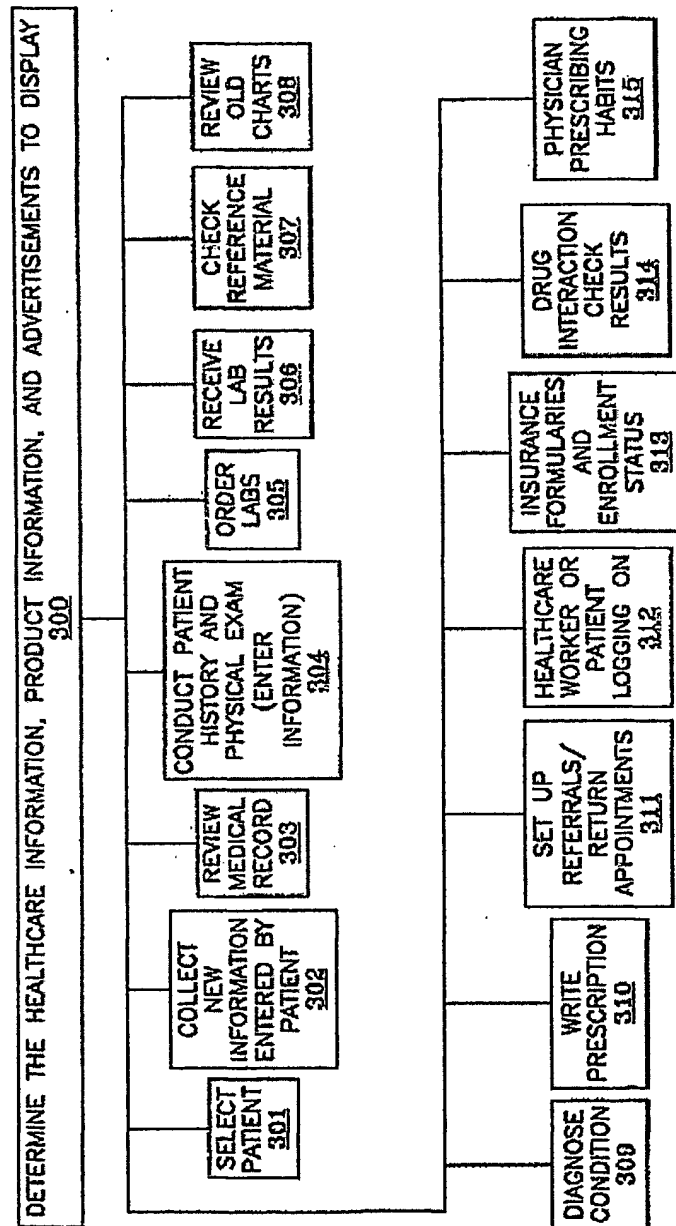 DETERMINE THE HEALTHCARE INFORMATION, PRODUCT INFORMATION, AND ADVERTISEMENTS TO DISPLAY
300
SELECT
PATIENT
301
COLLECT
NEW
INFORMATION
ENTERED BY
PATIENT
302
REVIEW
MEDICAL
RECORD
303
CONDUCT PATIENT
HISTORY AND
PHYSICAL EXAM
(ENTER
INFORMATION)
304
ORDER
LABS
305
RECEIVE
LAB
RESULTS
306
CHECK
REFERENCE
MATERIAL
307
REVIEW
OLD
CHARTS
308
DIAGNOSE
CONDITION
309
WRITE
PRESCRIPTION
310
SET UP
REFERRALS/
RETURN
APPOINTMENTS
311
HEALTHCARE
WORKER OR
PATIENT
LOGGING ON
312
INSURANCE
FORMULARIES
AND
ENROLLMENT
STATUS
313
DRUG
INTERACTION
CHECK
RESULTS
314
PHYSICIAN
PRESCRIBING
HABITS
315